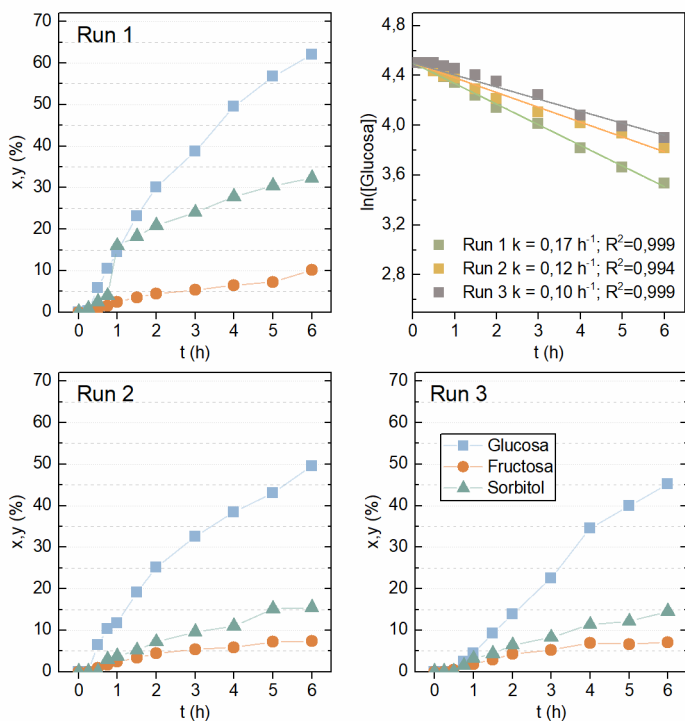 Run 1
x,y (%)
70
60
50
40
30
20
10
0
0 1 2 3 4 5 6
t (h)
ln([Glucosa])
4,8
4,4
4,0
3,6
3,2
2,8
Run 1 k = 0,17 h⁻¹; R²=0,999
Run 2 k = 0,12 h⁻¹; R²=0,994
Run 3 k = 0,10 h⁻¹; R²=0,999
0 1 2 3 4 5 6
t (h)
Run 2
x,y (%)
70
60
50
40
30
20
10
0
0 1 2 3 4 5 6
t (h)
Run 3
x,y (%)
70
60
50
40
30
20
10
0
Glucosa
Fructosa
Sorbitol
0 1 2 3 4 5 6
t (h)